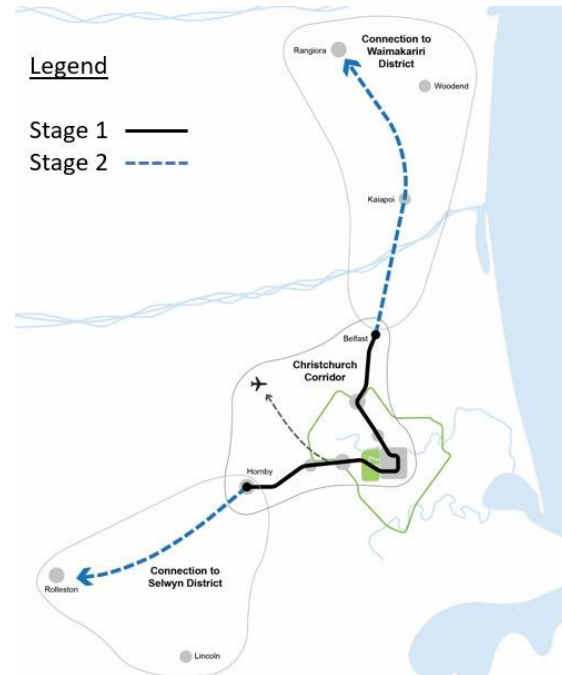 Connection to
Waimakariri
District
Rangiora
Woodend
Legend
Stage 1
Stage 2
Kaiapoi
Belfast
Christchurch
Corridor
Hornby
Connection to
Selwyn District
Rolleston
Lincoln